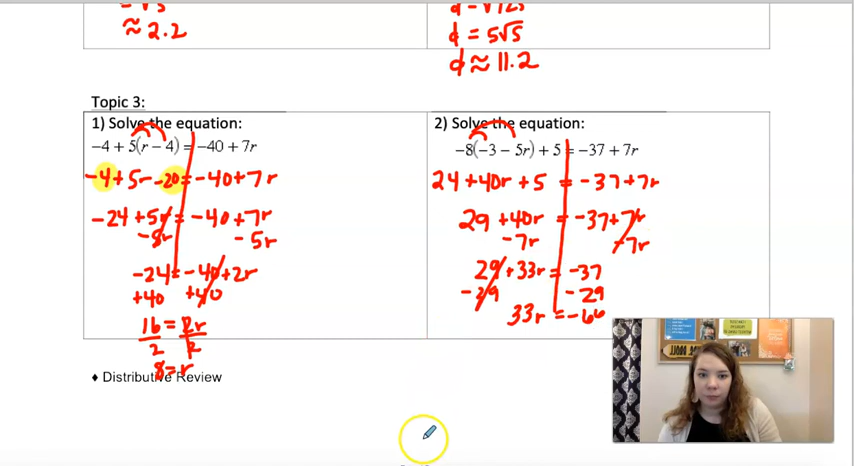 = √5
≈ 2.2
d = √125
d = 5√5
d ≈ 11.2
Topic 3:
1) Solve the equation:
−4 + 5(r − 4) = −40 + 7r
-4 + 5r - 20 = -40 + 7r
-24 + 5r = -40 + 7r
-5r -5r
-24 = -40 + 2r
+40 +40
16 = 2r
2 2
8 = r
2) Solve the equation:
−8(−3 − 5r) + 5 = −37 + 7r
24 + 40r + 5 = -37 + 7r
29 + 40r = -37 + 7r
-7r -7r
29 + 33r = -37
-29 -29
33r = -66
♦ Distributive Review